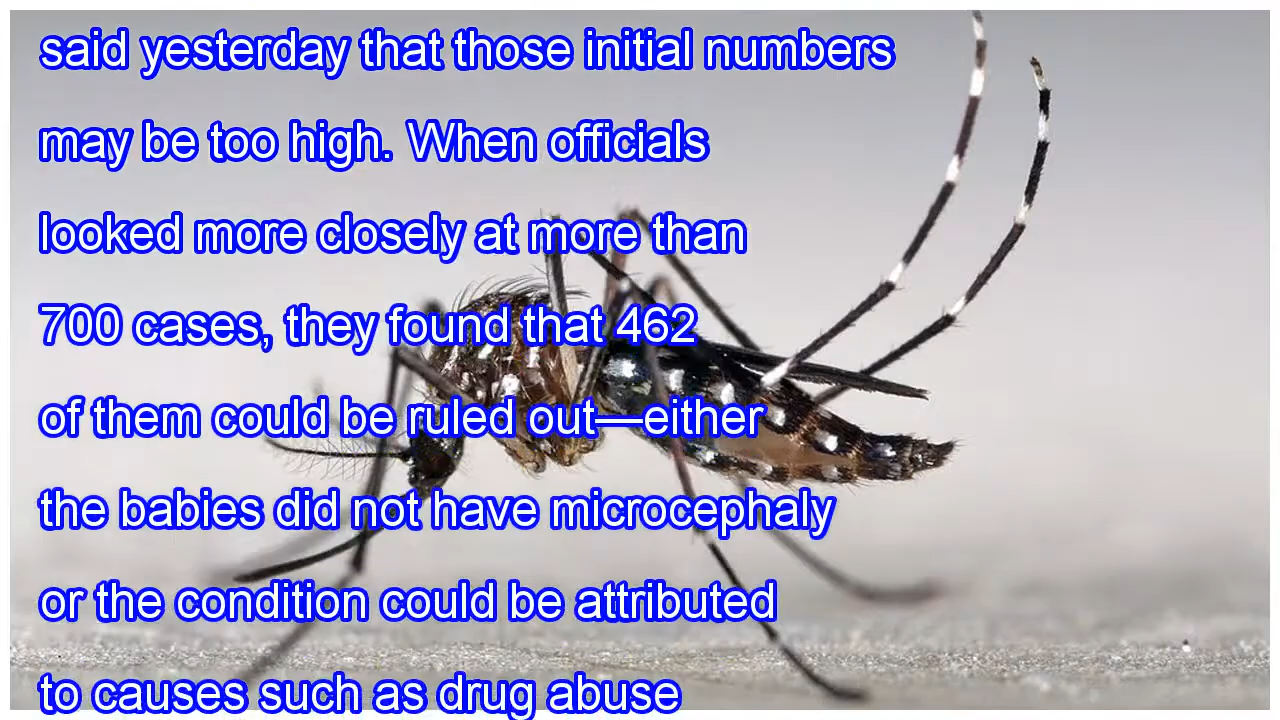 said yesterday that those initial numbers
may be too high. When officials
looked more closely at more than
700 cases, they found that 462
of them could be ruled out—either
the babies did not have microcephaly
or the condition could be attributed
to causes such as drug abuse